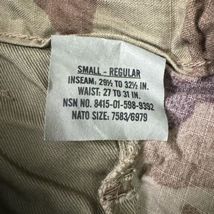 SMALL - REGULAR
INSEAM: 29½ TO 32½ IN.
WAIST: 27 TO 31 IN.
NSN NO. 8415-01-598-9392
NATO SIZE: 7583/6979